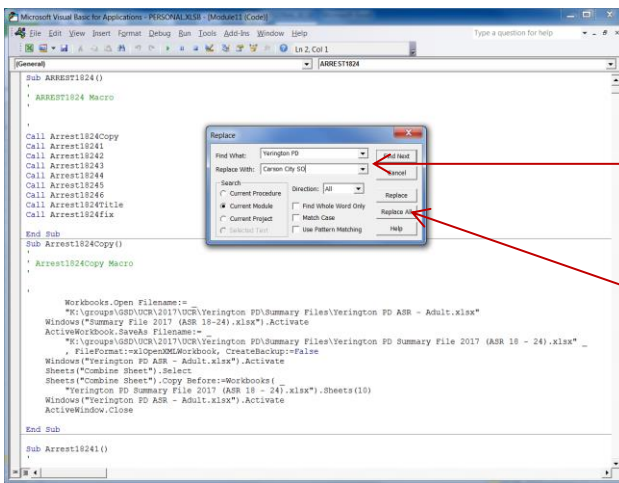 Microsoft Visual Basic for Applications - PERSONAL.XLSB - [Module11 (Code)]
File Edit View Insert Format Debug Run Tools Add-Ins Window Help
Type a question for help
Ln 2, Col 1
(General)
ARREST1824
Sub ARREST1824()
'
' ARREST1824 Macro
'
'
Call Arrest1824Copy
Call Arrest18241
Call Arrest18242
Call Arrest18243
Call Arrest18244
Call Arrest18245
Call Arrest18246
Call Arrest1824Title
Call Arrest1824fix
End Sub
Sub Arrest1824Copy()
'
' Arrest1824Copy Macro
'
'
Workbooks.Open Filename:= _
"K:\groups\GSD\UCR\2017\UCR\Yerington PD\Summary Files\Yerington PD ASR - Adult.xlsx"
Windows("Summary File 2017 (ASR 18-24).xlsx").Activate
ActiveWorkbook.SaveAs Filename:= _
"K:\groups\GSD\UCR\2017\UCR\Yerington PD\Summary Files\Yerington PD Summary File 2017 (ASR 18 - 24).xlsx" _
, FileFormat:=xlOpenXMLWorkbook, CreateBackup:=False
Windows("Yerington PD ASR - Adult.xlsx").Activate
Sheets("Combine Sheet").Select
Sheets("Combine Sheet").Copy Before:=Workbooks( _
"Yerington PD Summary File 2017 (ASR 18 - 24).xlsx").Sheets(10)
Windows("Yerington PD ASR - Adult.xlsx").Activate
ActiveWindow.Close
End Sub
Sub Arrest18241()
'
Replace
Find What: Yerington PD
Find Next
Replace With: Carson City SO
Cancel
Search
Current Procedure
Current Module
Current Project
Selected Text
Direction: All
Find Whole Word Only
Match Case
Use Pattern Matching
Replace
Replace All
Help